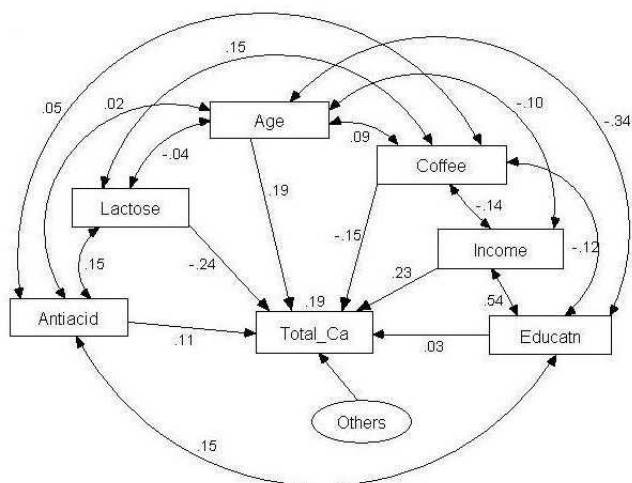 .15
.05
.02
-.10
-.34
Age
.09
-.04
Coffee
Lactose
.19
-.14
-.15
Income
-.12
.15
-.24
.23
.54
Antiacid
.19
.11
Total_Ca
.03
Educatn
Others
.15